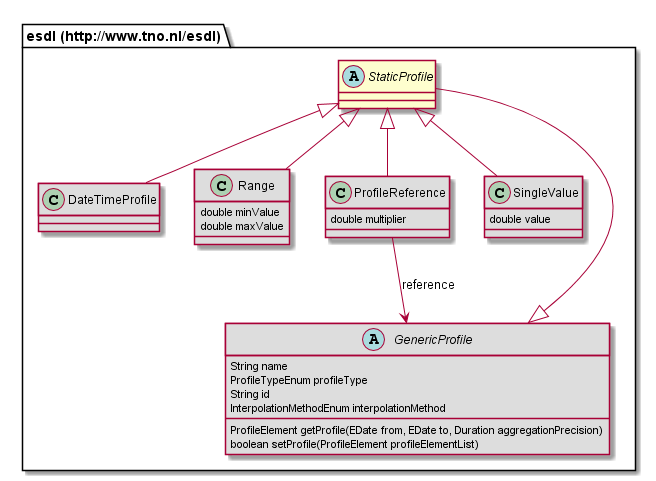 esdl (http://www.tno.nl/esdl)
A StaticProfile
C DateTimeProfile
C Range
double minValue
double maxValue
C ProfileReference
double multiplier
C SingleValue
double value
reference
A GenericProfile
String name
ProfileTypeEnum profileType
String id
InterpolationMethodEnum interpolationMethod
ProfileElement getProfile(EDate from, EDate to, Duration aggregationPrecision)
boolean setProfile(ProfileElement profileElementList)